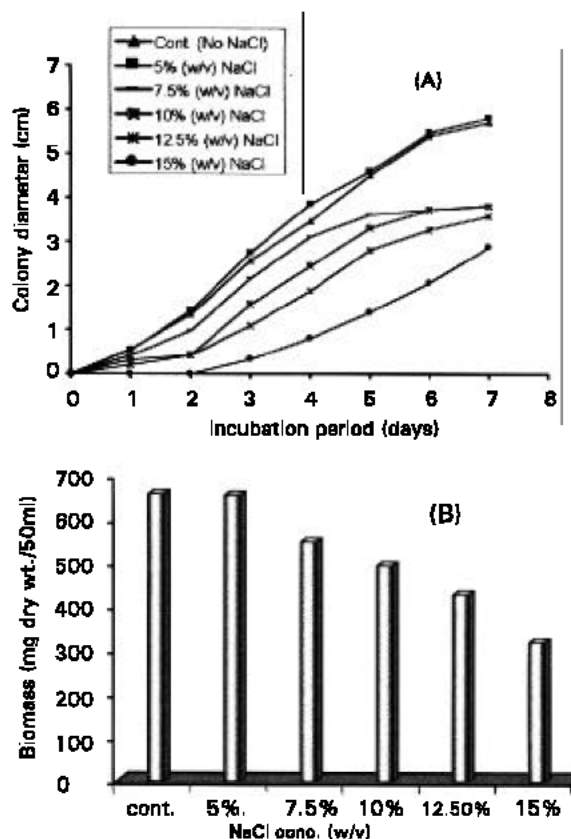 Cont. (No NaCl)
5% (w/v) NaCl
7.5% (w/v) NaCl
10% (w/v) NaCl
12.5% (w/v) NaCl
15% (w/v) NaCl
(A)
Colony diametar (cm)
7
6
5
4
3
2
1
0
0 1 2 3 4 5 6 7
Incubation period (days)
(B)
Biomass (mg dry wt./50ml)
700
600
500
400
300
200
100
0
cont. 5%. 7.5% 10% 12.50% 15%
NaCl conc. (w/v)